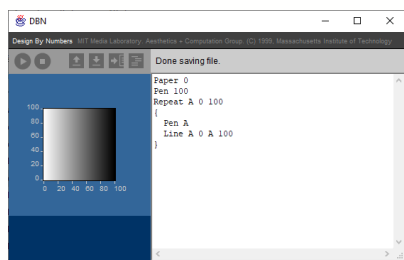 DBN
Design By Numbers MIT Media Laboratory, Aesthetics + Computation Group. (C) 1999, Massachusetts Institute of Technology
Done saving file.
Paper 0
Pen 100
Repeat A 0 100
{
Pen A
Line A 0 A 100
}
100
80
60
40
20
0
0 20 40 60 80 100